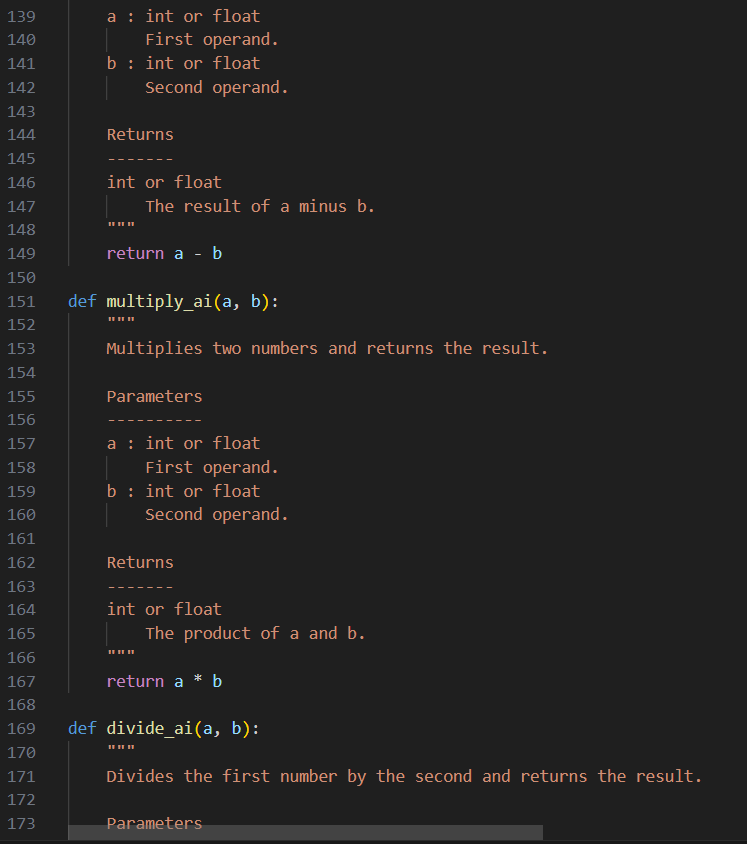 139 a : int or float
140 First operand.
141 b : int or float
142 Second operand.
143
144 Returns
145 -------
146 int or float
147 The result of a minus b.
148 """
149 return a - b
150
151 def multiply_ai(a, b):
152 """
153 Multiplies two numbers and returns the result.
154
155 Parameters
156 ----------
157 a : int or float
158 First operand.
159 b : int or float
160 Second operand.
161
162 Returns
163 -------
164 int or float
165 The product of a and b.
166 """
167 return a * b
168
169 def divide_ai(a, b):
170 """
171 Divides the first number by the second and returns the result.
172
173 Parameters